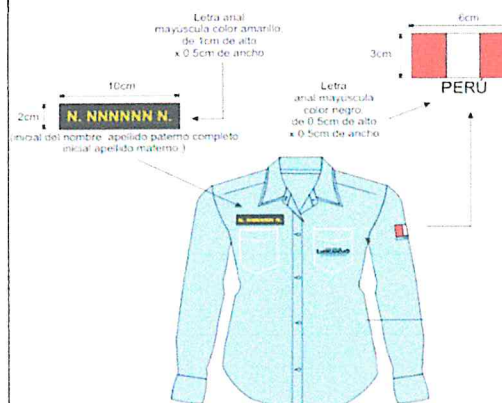 Letra arial
mayúscula color amarillo,
de 1cm de alto
x 0.5cm de ancho
10cm
2cm
N. NNNNNN N.
(inicial del nombre, apellido paterno completo
inicial apellido materno.)
6cm
3cm
PERÚ
Letra
arial mayúscula
color negro,
de 0.5cm de alto
x 0.5cm de ancho
N. NNNNNN N.